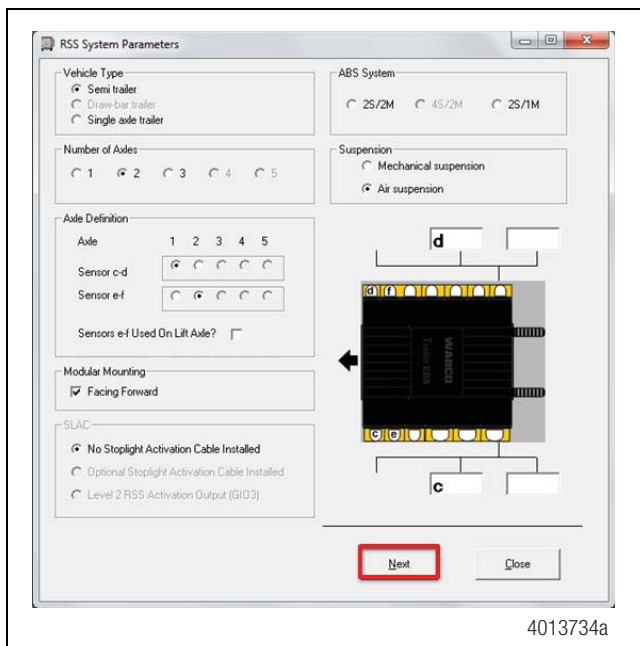 RSS System Parameters
Vehicle Type
Semi trailer
Draw-bar trailer
Single axle trailer
Number of Axles
1 2 3 4 5
Axle Definition
Axle 1 2 3 4 5
Sensor c-d
Sensor e-f
Sensors e-f Used On Lift Axle?
Modular Mounting
Facing Forward
SLAC
No Stoplight Activation Cable Installed
Optional Stoplight Activation Cable Installed
Level 2 RSS Activation Output (GIO3)
ABS System
2S/2M 4S/2M 2S/1M
Suspension
Mechanical suspension
Air suspension
d
d f
WABCO
Trailer EBS
c e
c
Next Close
4013734a